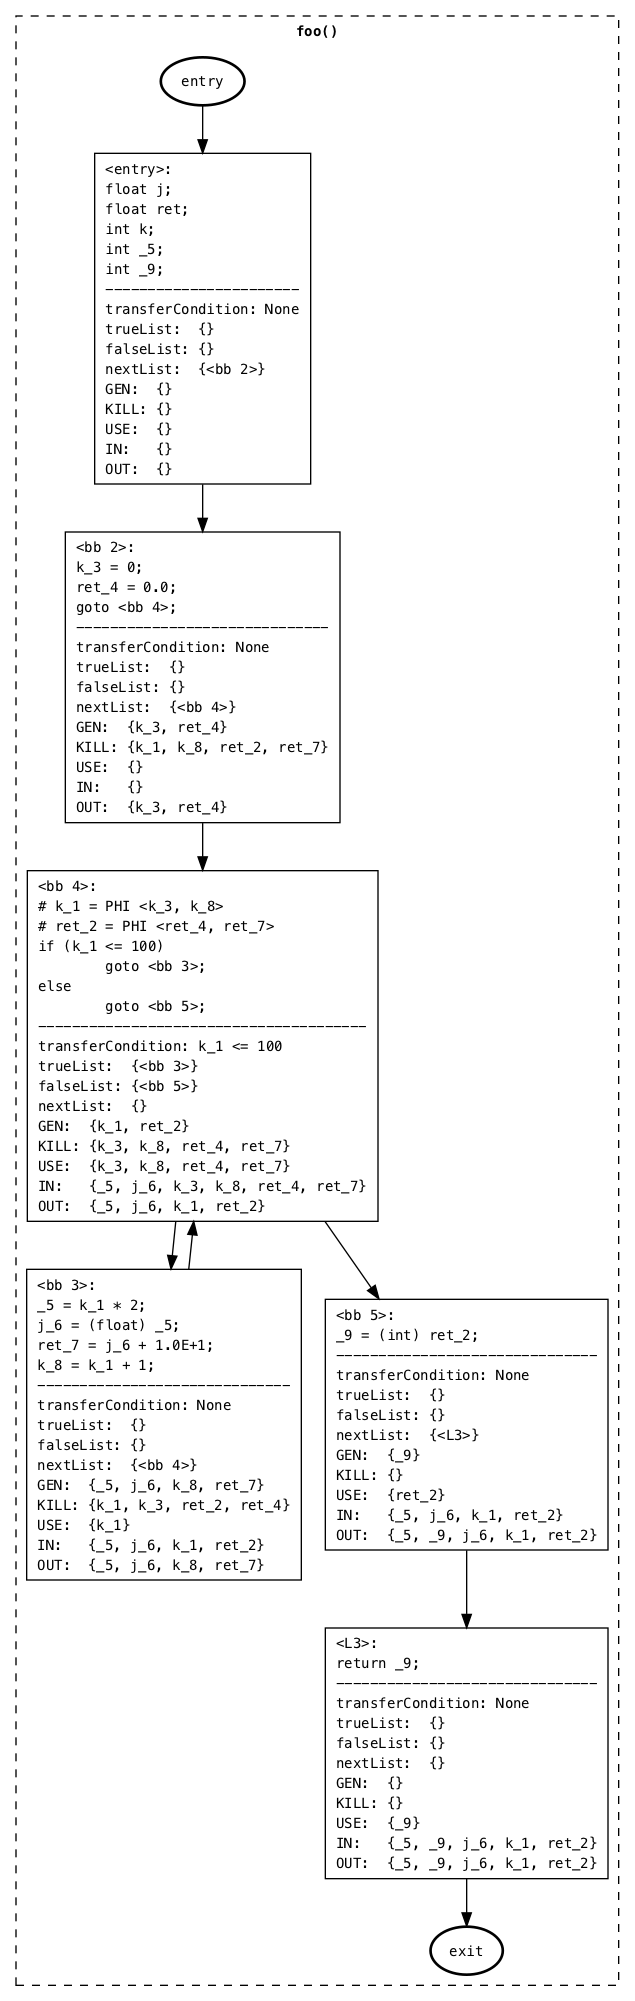 foo()
entry
<entry>:
float j;
float ret;
int k;
int _5;
int _9;
-----------------------
transferCondition: None
trueList:  {}
falseList: {}
nextList:  {<bb 2>}
GEN:  {}
KILL: {}
USE:  {}
IN:   {}
OUT:  {}
<bb 2>:
k_3 = 0;
ret_4 = 0.0;
goto <bb 4>;
------------------------------
transferCondition: None
trueList:  {}
falseList: {}
nextList:  {<bb 4>}
GEN:  {k_3, ret_4}
KILL: {k_1, k_8, ret_2, ret_7}
USE:  {}
IN:   {}
OUT:  {k_3, ret_4}
<bb 4>:
# k_1 = PHI <k_3, k_8>
# ret_2 = PHI <ret_4, ret_7>
if (k_1 <= 100)
        goto <bb 3>;
else
        goto <bb 5>;
---------------------------------------
transferCondition: k_1 <= 100
trueList:  {<bb 3>}
falseList: {<bb 5>}
nextList:  {}
GEN:  {k_1, ret_2}
KILL: {k_3, k_8, ret_4, ret_7}
USE:  {k_3, k_8, ret_4, ret_7}
IN:   {_5, j_6, k_3, k_8, ret_4, ret_7}
OUT:  {_5, j_6, k_1, ret_2}
<bb 3>:
_5 = k_1 * 2;
j_6 = (float) _5;
ret_7 = j_6 + 1.0E+1;
k_8 = k_1 + 1;
------------------------------
transferCondition: None
trueList:  {}
falseList: {}
nextList:  {<bb 4>}
GEN:  {_5, j_6, k_8, ret_7}
KILL: {k_1, k_3, ret_2, ret_4}
USE:  {k_1}
IN:   {_5, j_6, k_1, ret_2}
OUT:  {_5, j_6, k_8, ret_7}
<bb 5>:
_9 = (int) ret_2;
-------------------------------
transferCondition: None
trueList:  {}
falseList: {}
nextList:  {<L3>}
GEN:  {_9}
KILL: {}
USE:  {ret_2}
IN:   {_5, j_6, k_1, ret_2}
OUT:  {_5, _9, j_6, k_1, ret_2}
<L3>:
return _9;
-------------------------------
transferCondition: None
trueList:  {}
falseList: {}
nextList:  {}
GEN:  {}
KILL: {}
USE:  {_9}
IN:   {_5, _9, j_6, k_1, ret_2}
OUT:  {_5, _9, j_6, k_1, ret_2}
exit